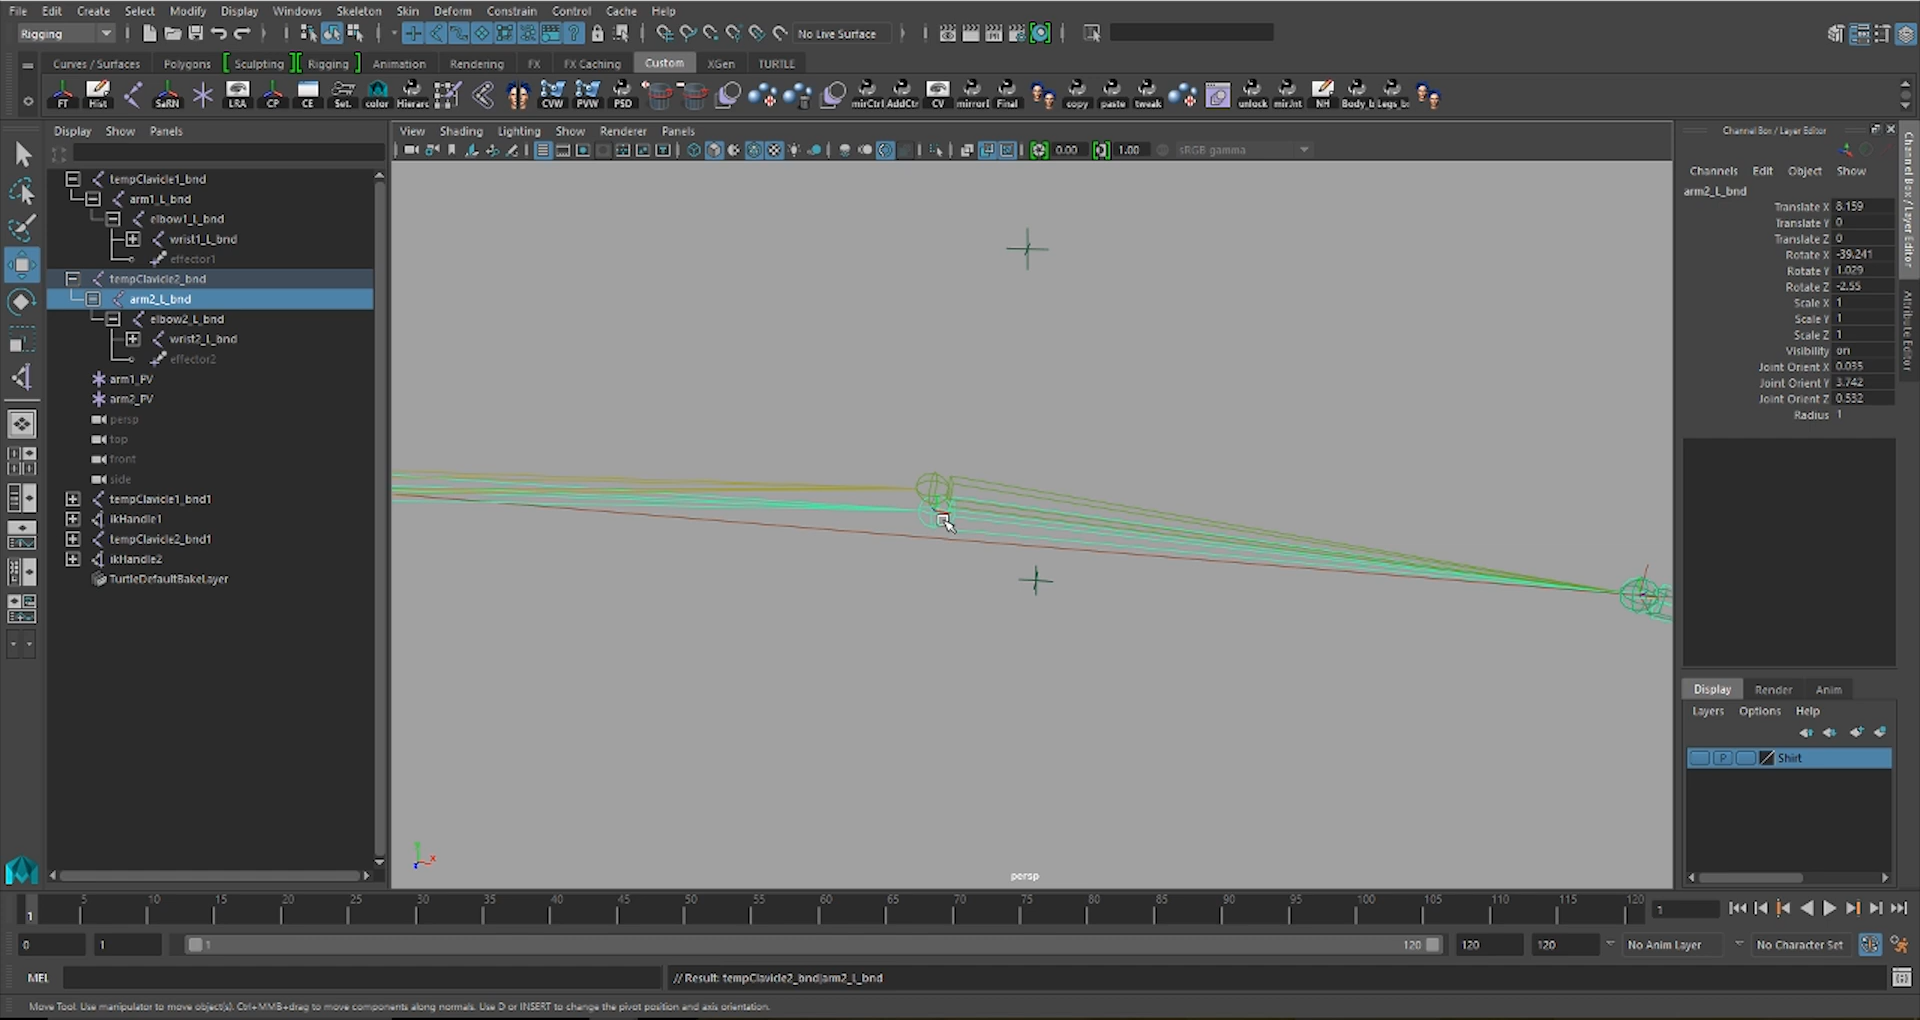 File Edit Create Select Modify Display Windows Skeleton Skin Deform Constrain Control Cache Help
Rigging No Live Surface
Curves / Surfaces Polygons Sculpting Rigging Animation Rendering FX FX Caching Custom XGen TURTLE
FT Hist SaRN LRA CP CE Set. color Hierarc CVW PVW PSD mirCtrl AddCtr CV mirrorJ Final copy paste tweak unlock mirJnt NH Body_b Legs_b
Display Show Panels
View Shading Lighting Show Renderer Panels
0.00 1.00 sRGB gamma
tempClavicle1_bnd
arm1_L_bnd
elbow1_L_bnd
wrist1_L_bnd
effector1
tempClavicle2_bnd
arm2_L_bnd
elbow2_L_bnd
wrist2_L_bnd
effector2
arm1_PV
arm2_PV
persp
top
front
side
tempClavicle1_bnd1
ikHandle1
tempClavicle2_bnd1
ikHandle2
TurtleDefaultBakeLayer
persp
Channel Box / Layer Editor
Channels Edit Object Show
arm2_L_bnd
Translate X 8.159
Translate Y 0
Translate Z 0
Rotate X -39.241
Rotate Y 1.029
Rotate Z -2.55
Scale X 1
Scale Y 1
Scale Z 1
Visibility on
Joint Orient X 0.035
Joint Orient Y 3.742
Joint Orient Z 0.532
Radius 1
Channel Box / Layer Editor
Attribute Editor
Display Render Anim
Layers Options Help
P Shirt
1 5 10 15 20 25 30 35 40 45 50 55 60 65 70 75 80 85 90 95 100 105 110 115 120 1
0 1 1 120 120 120 No Anim Layer No Character Set
MEL // Result: tempClavicle2_bnd|arm2_L_bnd
Move Tool. Use manipulator to move object(s). Ctrl+MMB+drag to move components along normals. Use D or INSERT to change the pivot position and axis orientation.